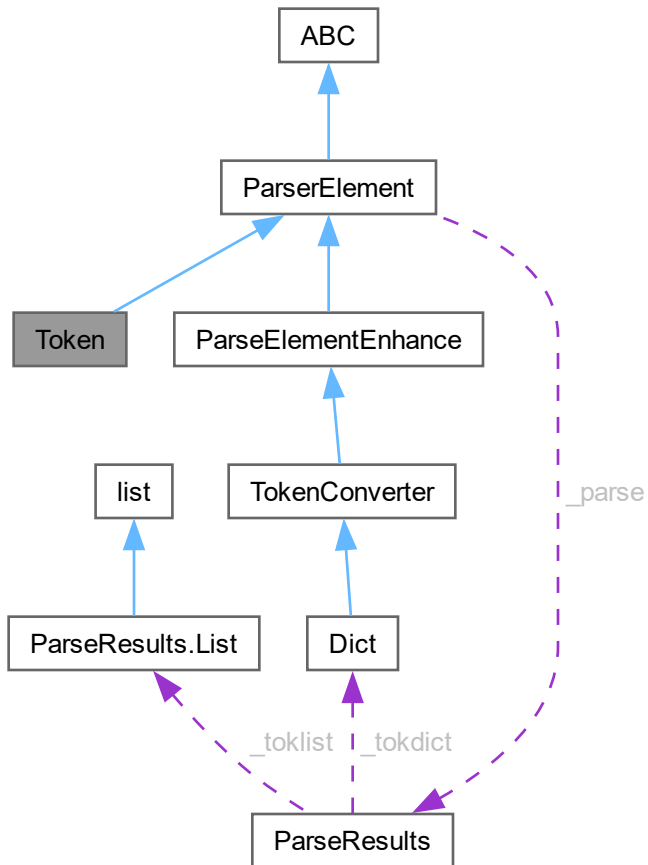 ABC
ParserElement
Token
ParseElementEnhance
list
TokenConverter
_parse
ParseResults.List
Dict
_toklist
_tokdict
ParseResults